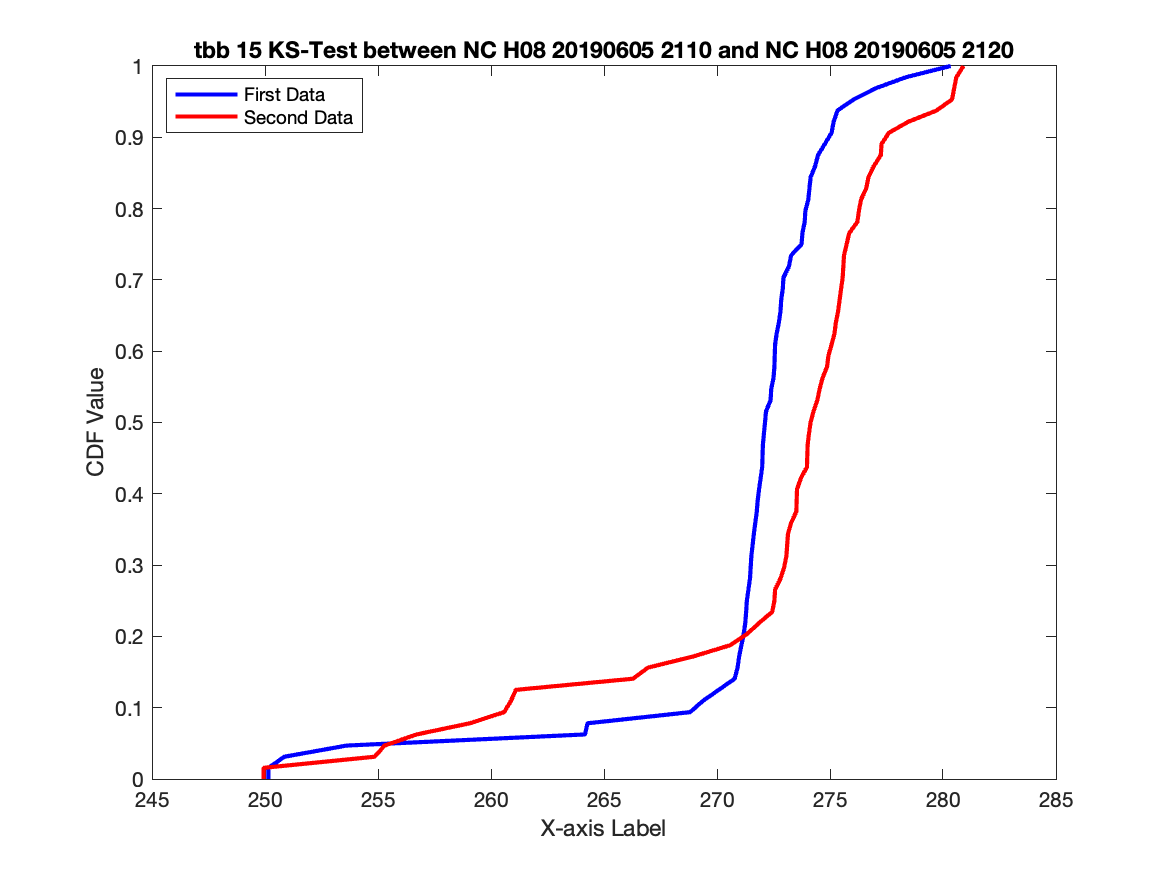 tbb 15 KS-Test between NC H08 20190605 2110 and NC H08 20190605 2120
First Data
Second Data
1
0.9
0.8
0.7
0.6
0.5
0.4
0.3
0.2
0.1
0
CDF Value
245 250 255 260 265 270 275 280 285
X-axis Label